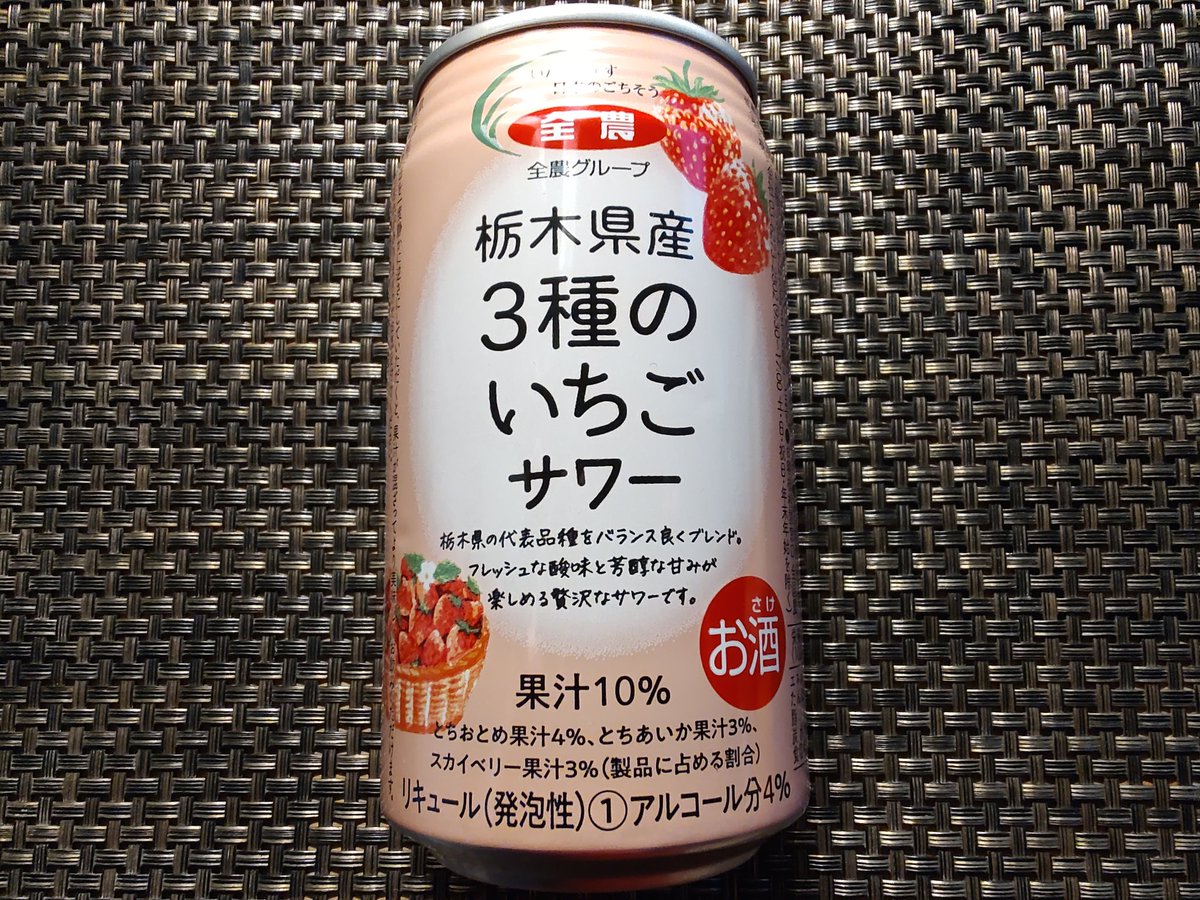 のごちそう
全農
全農グループ
栃木県産
3種の
いちご
サワー
栃木県の代表品種をバランス良くブレンド。
フレッシュな酸味と芳醇な甘みが
楽しめる贅沢なサワーです。
さけ
お酒
果汁10%
とちおとめ果汁4%、とちあいか果汁3%、
スカイベリー果汁3%(製品に占める割合)
リキュール(発泡性)①アルコール分4%